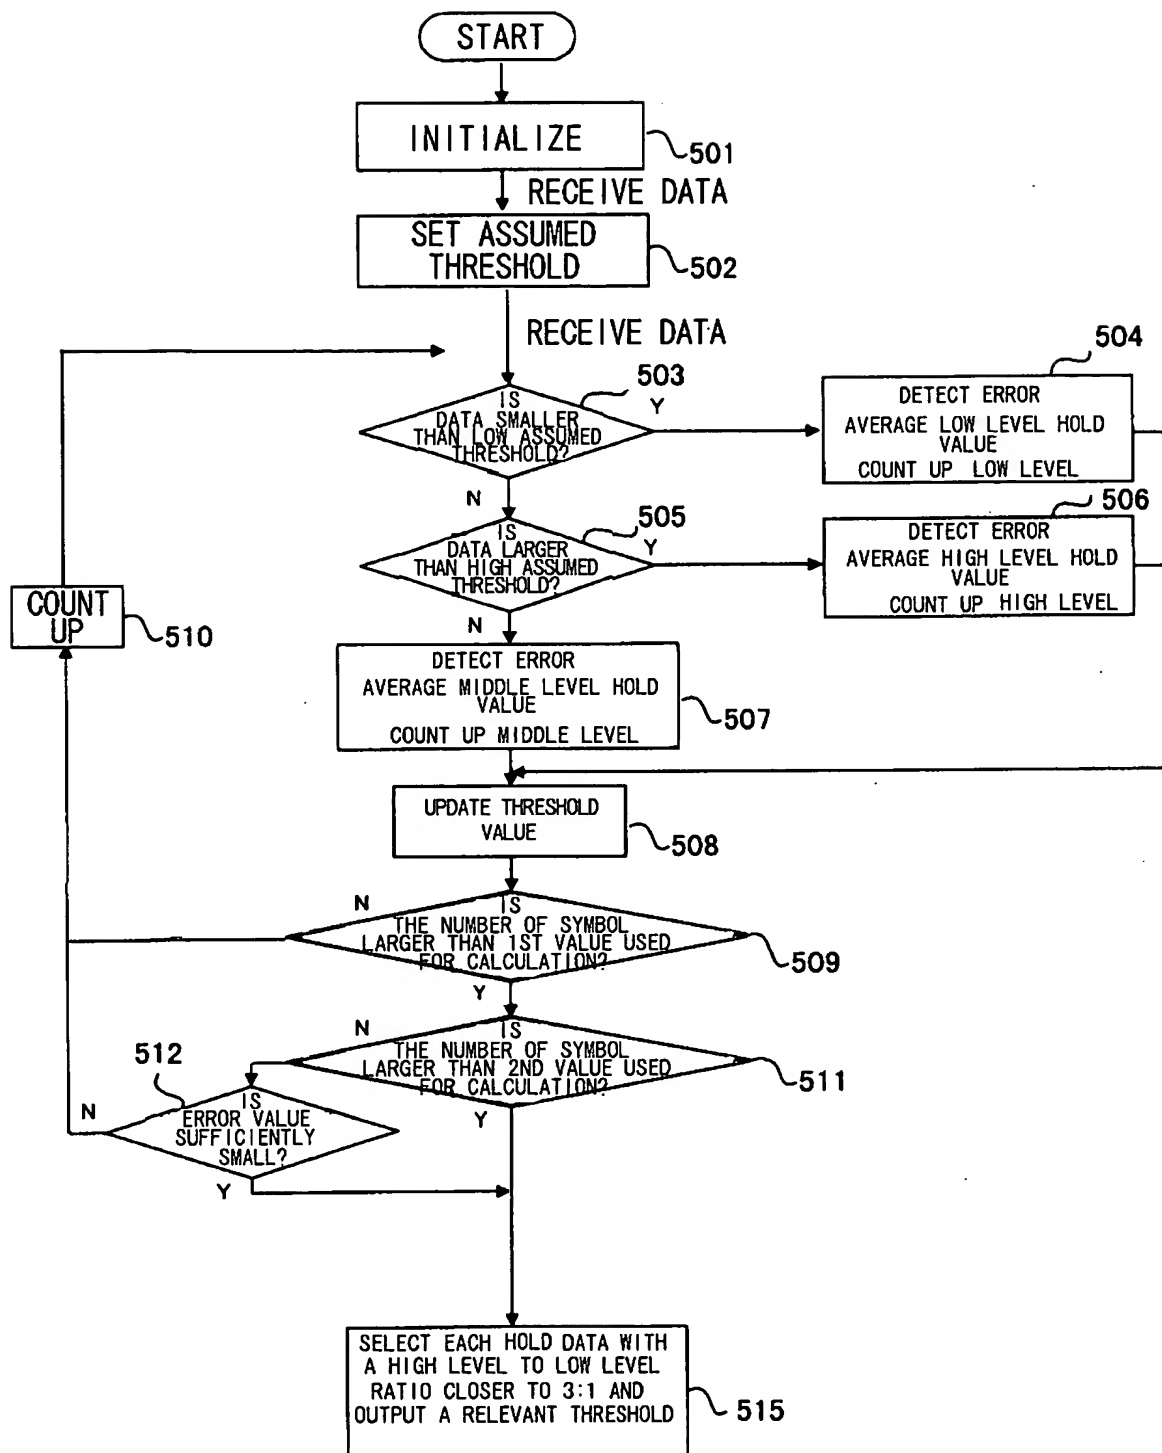 START
INITIALIZE
501
RECEIVE DATA
SET ASSUMED
THRESHOLD
502
RECEIVE DATA
503
IS
DATA SMALLER
THAN LOW ASSUMED
THRESHOLD?
Y
N
504
DETECT ERROR
AVERAGE LOW LEVEL HOLD
VALUE
COUNT UP LOW LEVEL
505
IS
DATA LARGER
THAN HIGH ASSUMED
THRESHOLD?
Y
N
506
DETECT ERROR
AVERAGE HIGH LEVEL HOLD
VALUE
COUNT UP HIGH LEVEL
COUNT
UP
510
DETECT ERROR
AVERAGE MIDDLE LEVEL HOLD
VALUE
COUNT UP MIDDLE LEVEL
507
UPDATE THRESHOLD
VALUE
508
N
IS
THE NUMBER OF SYMBOL
LARGER THAN 1ST VALUE USED
FOR CALCULATION?
509
Y
N
IS
THE NUMBER OF SYMBOL
LARGER THAN 2ND VALUE USED
FOR CALCULATION?
511
Y
512
N
IS
ERROR VALUE
SUFFICIENTLY
SMALL?
Y
SELECT EACH HOLD DATA WITH
A HIGH LEVEL TO LOW LEVEL
RATIO CLOSER TO 3:1 AND
OUTPUT A RELEVANT THRESHOLD
515